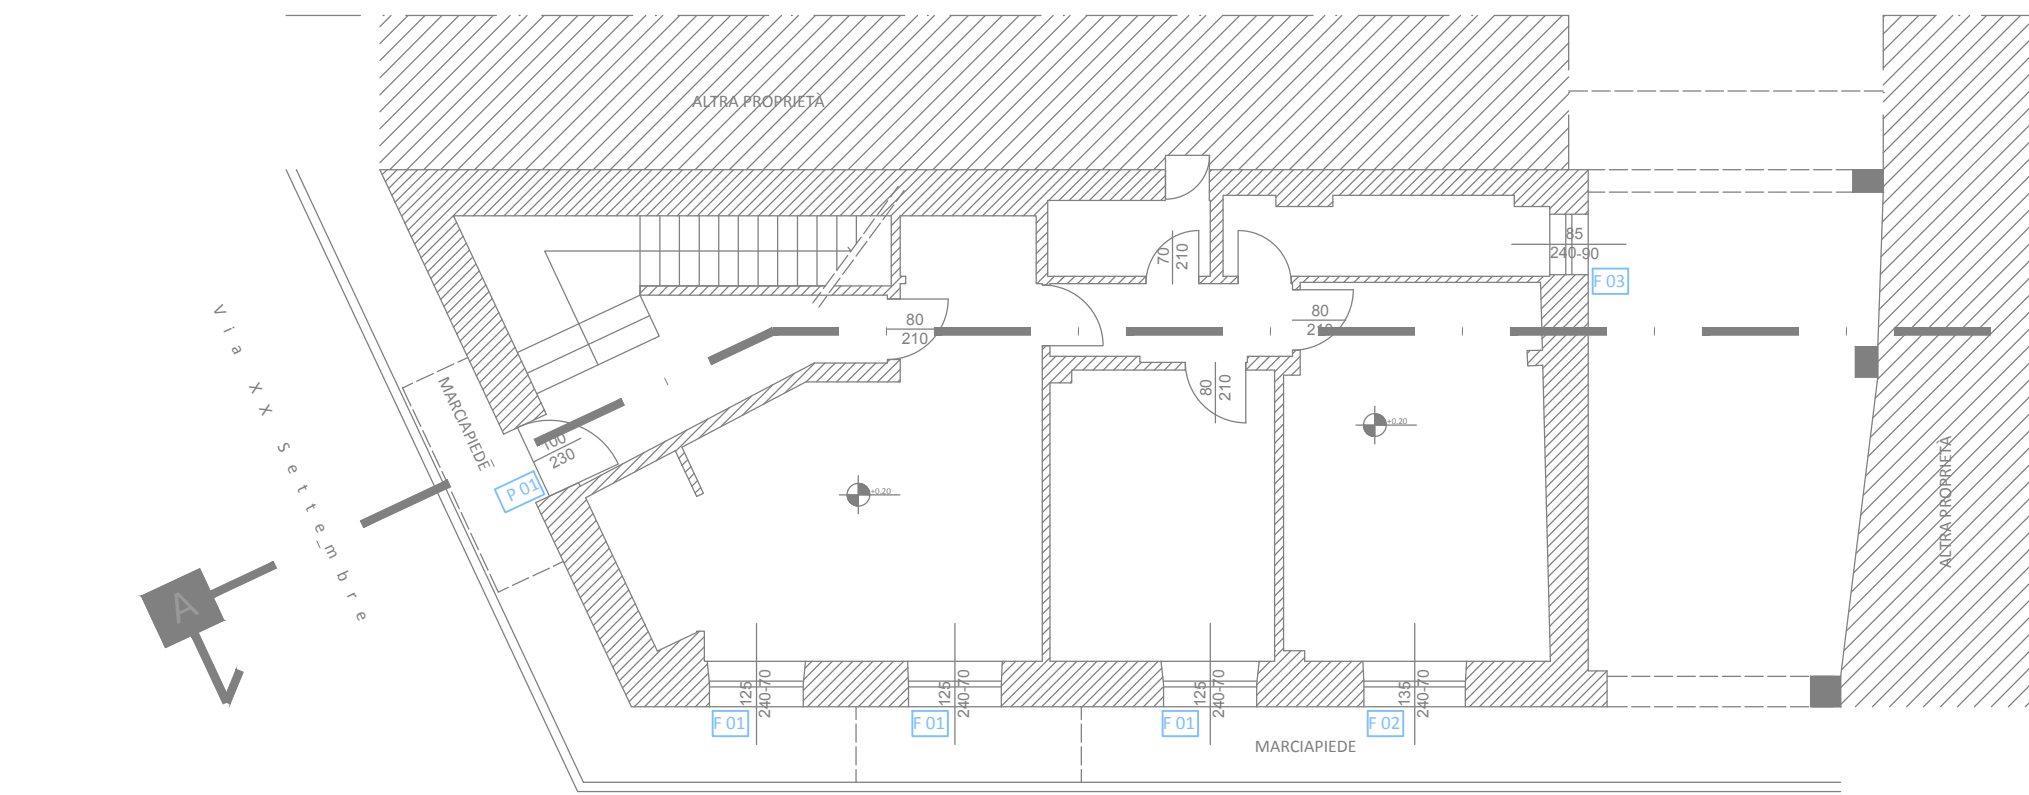 ALTRA PROPRIETÀ
85
240-90
F 03
70
210
80
210
80
210
80
210
Via XX Settembre
MARCIAPIEDE
100
230
P 01
+0.20
+0.20
ALTRA PROPRIETÀ
A
125
240-70
125
240-70
125
240-70
135
240-70
F 01
F 01
F 01
F 02
MARCIAPIEDE